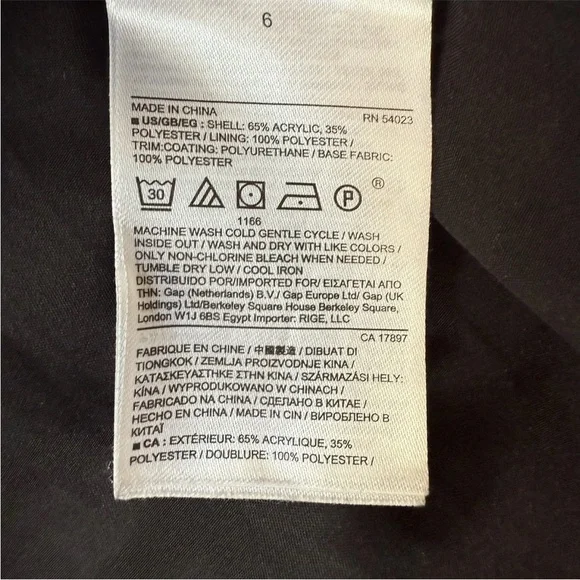 6
MADE IN CHINA RN 54023
■ US/GB/EG : SHELL: 65% ACRYLIC, 35%
POLYESTER / LINING: 100% POLYESTER /
TRIM:COATING: POLYURETHANE / BASE FABRIC:
100% POLYESTER
30 P ®
1166
MACHINE WASH COLD GENTLE CYCLE / WASH
INSIDE OUT / WASH AND DRY WITH LIKE COLORS /
ONLY NON-CHLORINE BLEACH WHEN NEEDED /
TUMBLE DRY LOW / COOL IRON
DISTRIBUIDO POR/IMPORTED FOR/ ΕΙΣΑΓΕΤΑΙ ΑΠΟ
ΤΗΝ: Gap (Netherlands) B.V./ Gap Europe Ltd/ Gap (UK
Holdings) Ltd/Berkeley Square House Berkeley Square,
London W1J 6BS Egypt Importer: RIGE, LLC
CA 17897
FABRIQUE EN CHINE / 中國製造 / DIBUAT DI
TIONGKOK / ZEMLJA PROIZVODNJE KINA /
ΚΑΤΑΣΚΕΥΑΣΤΗΚΕ ΣΤΗΝ ΚΙΝΑ / SZÁRMAZÁSI HELY:
KÍNA / WYPRODUKOWANO W CHINACH /
FABRICADO NA CHINA / СДЕЛАНО В КИТАЕ /
HECHO EN CHINA / MADE IN CIN / ВИРОБЛЕНО В
КИТАЇ
■ CA : EXTÉRIEUR: 65% ACRYLIQUE, 35%
POLYESTER / DOUBLURE: 100% POLYESTER /